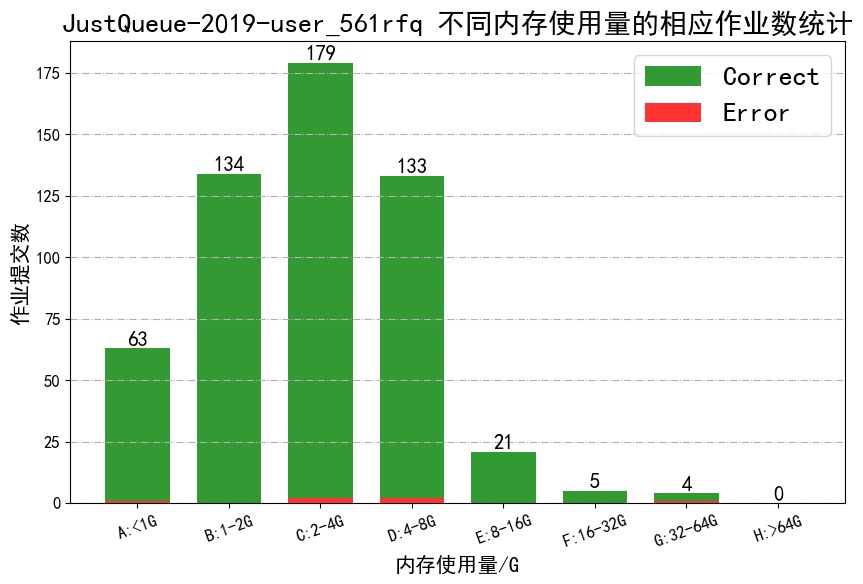 JustQueue-2019-user_561rfq 不同内存使用量的相应作业数统计
Correct
Error
作业提交数
175
150
125
100
75
50
25
0
63
134
179
133
21
5
4
0
A:<1G
B:1-2G
C:2-4G
D:4-8G
E:8-16G
F:16-32G
G:32-64G
H:>64G
内存使用量/G